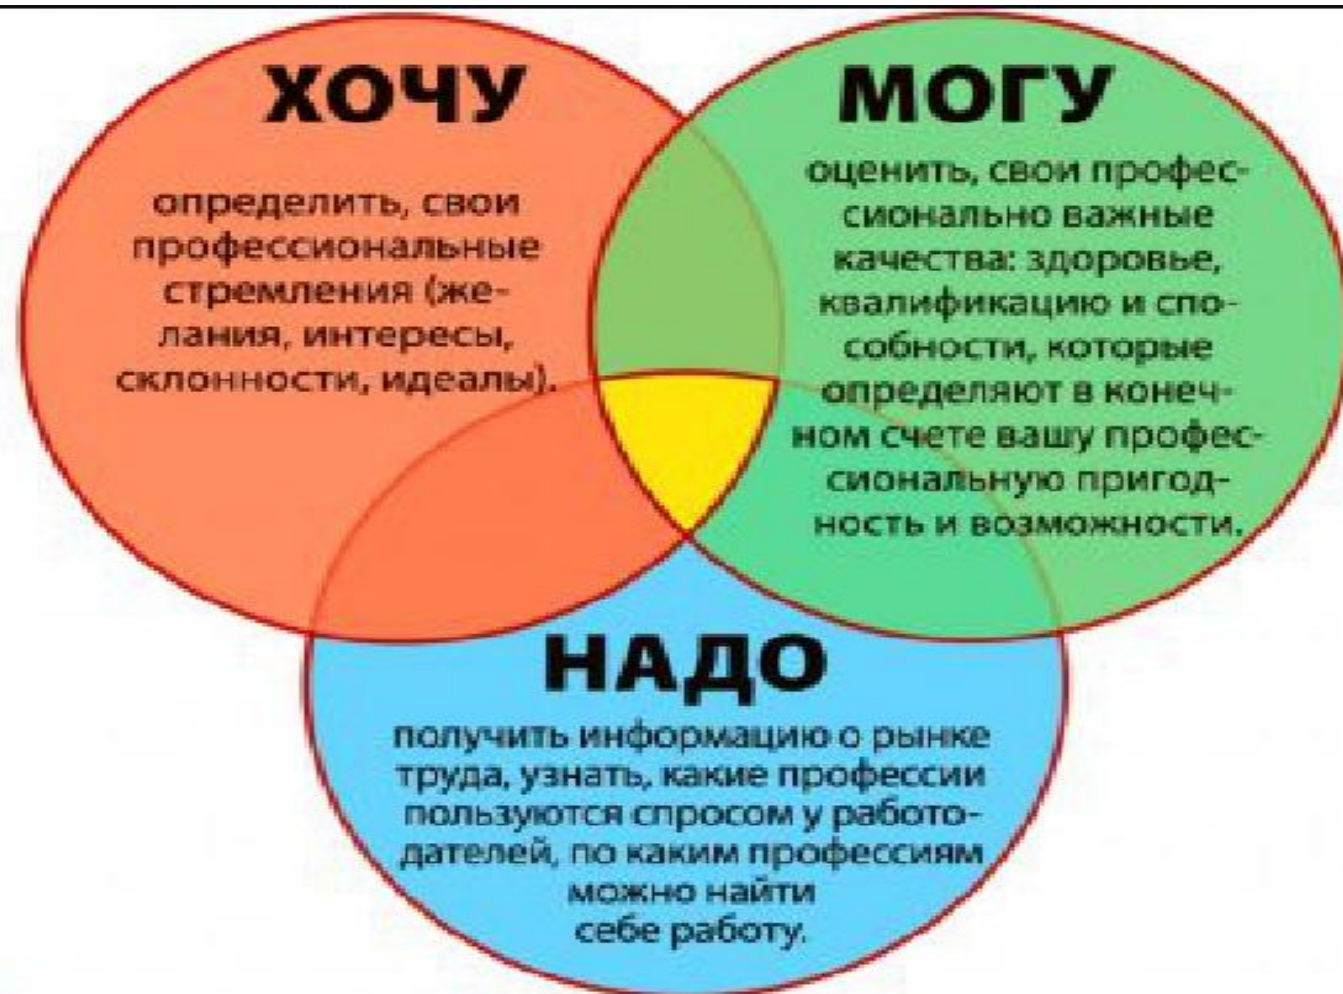 ХОЧУ
определить, свои
профессиональные
стремления (же-
лания, интересы,
склонности, идеалы).
МОГУ
оценить, свои профес-
сионально важные
качества: здоровье,
квалификацию и спо-
собности, которые
определяют в конеч-
ном счете вашу профес-
сиональную пригод-
ность и возможности.
НАДО
получить информацию о рынке
труда, узнать, какие профессии
пользуются спросом у работо-
дателей, по каким профессиям
можно найти
себе работу.